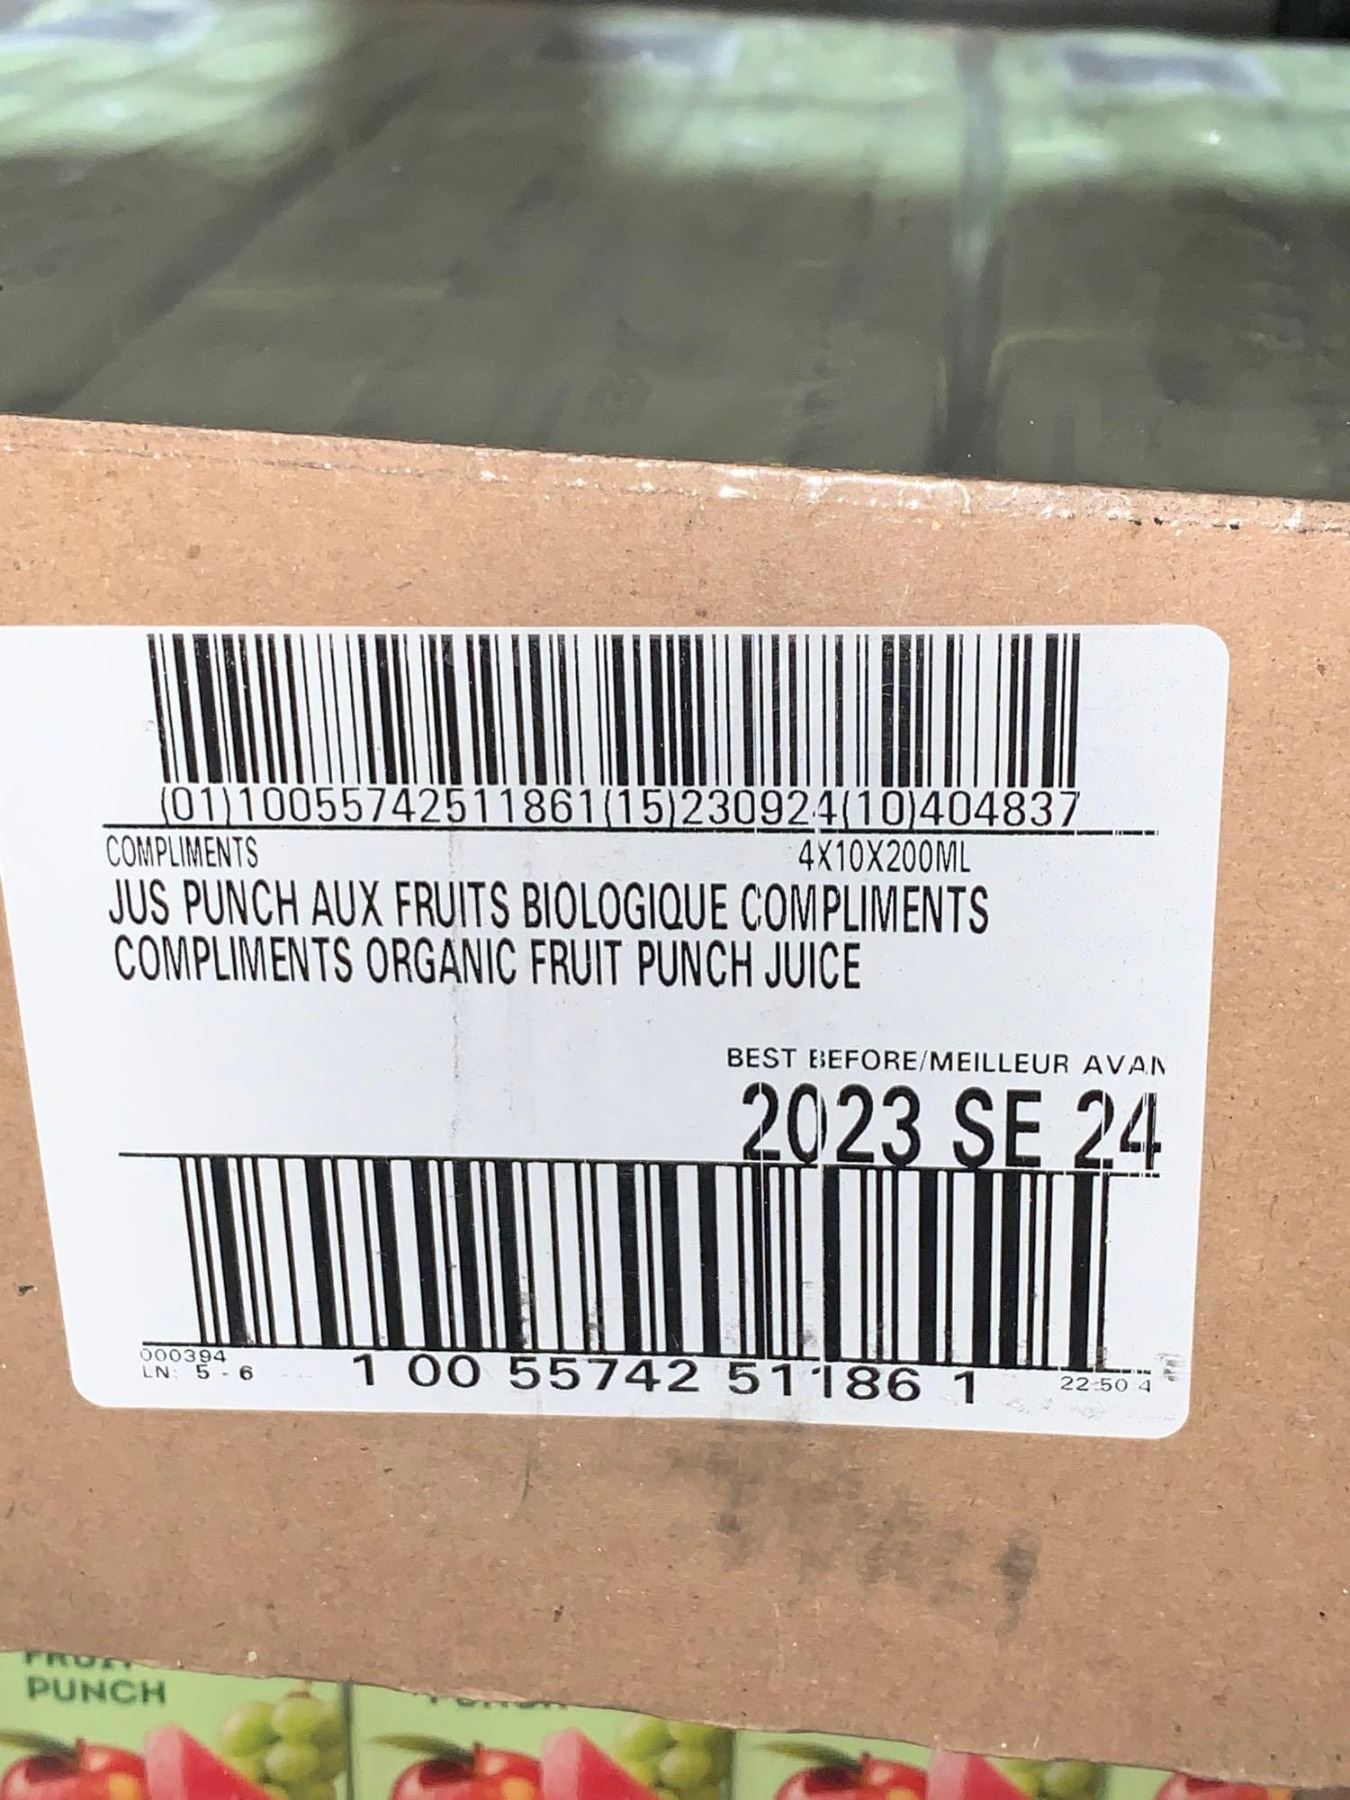 (01)10055742511861(15)230924(10)404837
COMPLIMENTS 4X10X200ML
JUS PUNCH AUX FRUITS BIOLOGIQUE COMPLIMENTS
COMPLIMENTS ORGANIC FRUIT PUNCH JUICE
BEST BEFORE/MEILLEUR AVAN
2023 SE 24
000394
LN: 5 - 6
1 00 55742 51186 1
22:50 4
FRUIT
PUNCH